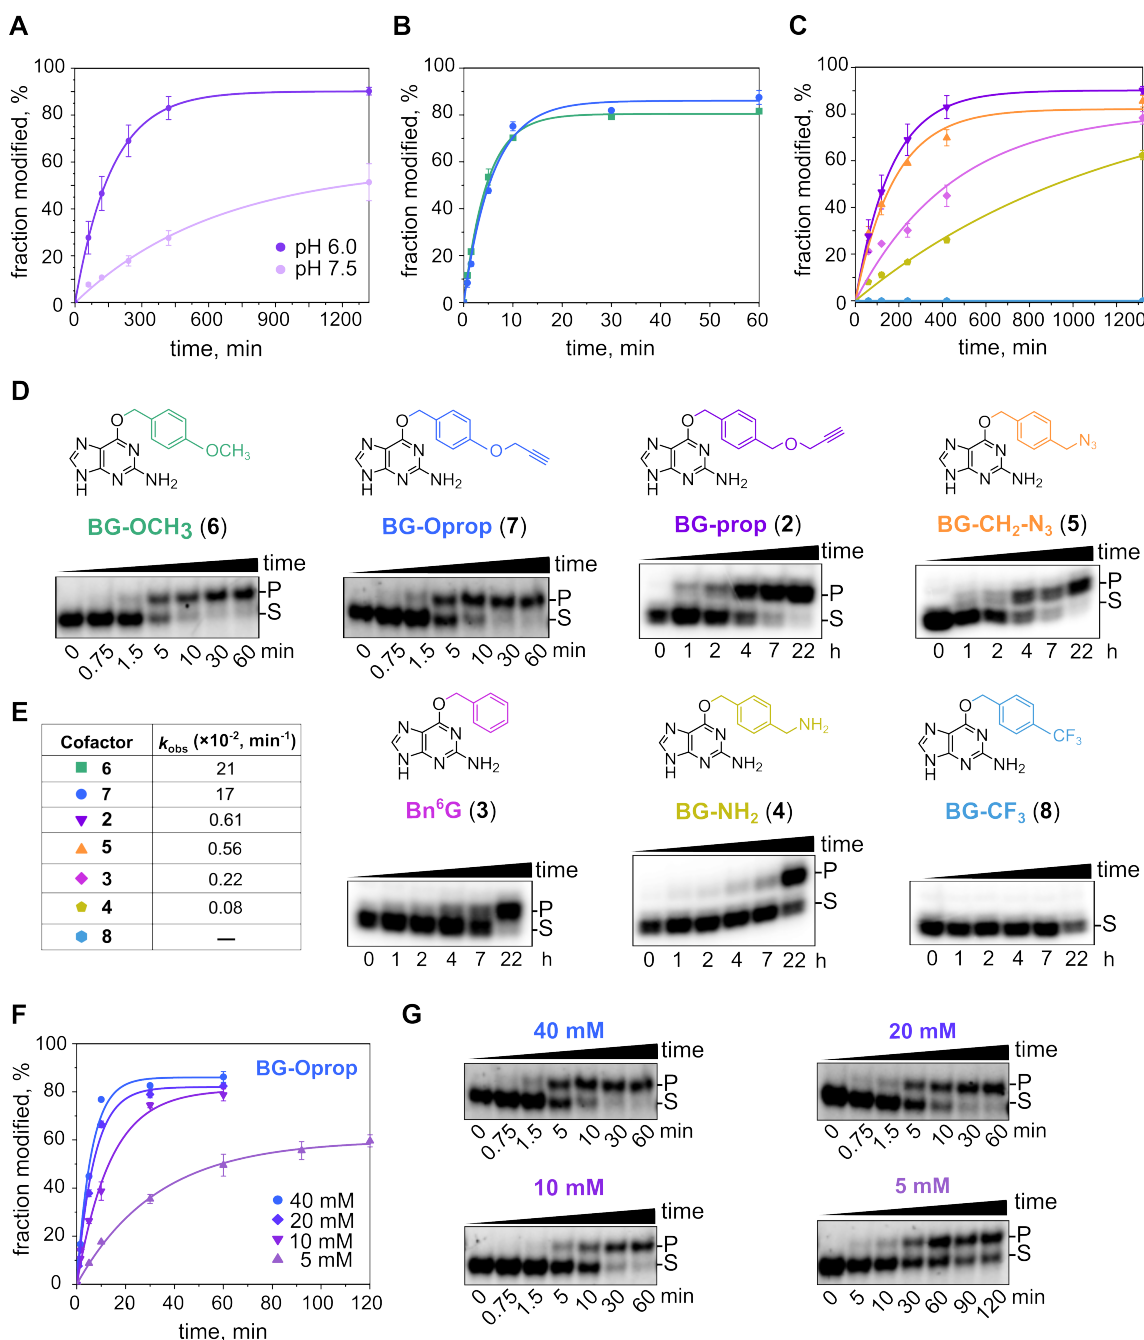 A
fraction modified, %
100
80
60
40
20
0
0
300
600
900
1200
time, min
pH 6.0
pH 7.5
B
fraction modified, %
100
80
60
40
20
0
0
10
20
30
40
50
60
time, min
C
fraction modified, %
100
80
60
40
20
0
0
200
400
600
800
1000
1200
time, min
D
O
N
N
N
H
N
NH2
OCH3
O
N
N
N
H
N
NH2
O
O
N
N
N
H
N
NH2
O
O
N
N
N
H
N
NH2
N3
BG-OCH3 (6)
BG-Oprop (7)
BG-prop (2)
BG-CH2-N3 (5)
time
P
S
0 0.75 1.5 5 10 30 60 min
time
P
S
0 0.75 1.5 5 10 30 60 min
time
P
S
0 1 2 4 7 22 h
time
P
S
0 1 2 4 7 22 h
E
Cofactor kobs (×10-2, min-1)
6 21
7 17
2 0.61
5 0.56
3 0.22
4 0.08
8 —
O
N
N
N
H
N
NH2
O
N
N
N
H
N
NH2
NH2
O
N
N
N
H
N
NH2
CF3
Bn6G (3)
BG-NH2 (4)
BG-CF3 (8)
time
P
S
0 1 2 4 7 22 h
time
P
S
0 1 2 4 7 22 h
time
S
0 1 2 4 7 22 h
F
BG-Oprop
fraction modified, %
100
80
60
40
20
0
0
20
40
60
80
100
120
time, min
40 mM
20 mM
10 mM
5 mM
G
40 mM
time
P
S
0 0.75 1.5 5 10 30 60 min
20 mM
time
P
S
0 0.75 1.5 5 10 30 60 min
10 mM
time
P
S
0 0.75 1.5 5 10 30 60 min
5 mM
time
P
S
0 5 10 30 60 90 120 min